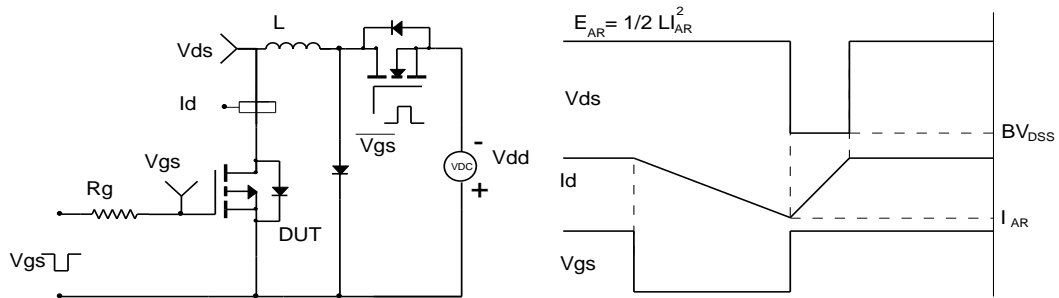 L
Vds
Id
Vgs
Rg
DUT
Vgs
Vgs
VDC
-
+
Vdd
E_AR = 1/2 LI_AR^2
Vds
BV_DSS
Id
I_AR
Vgs